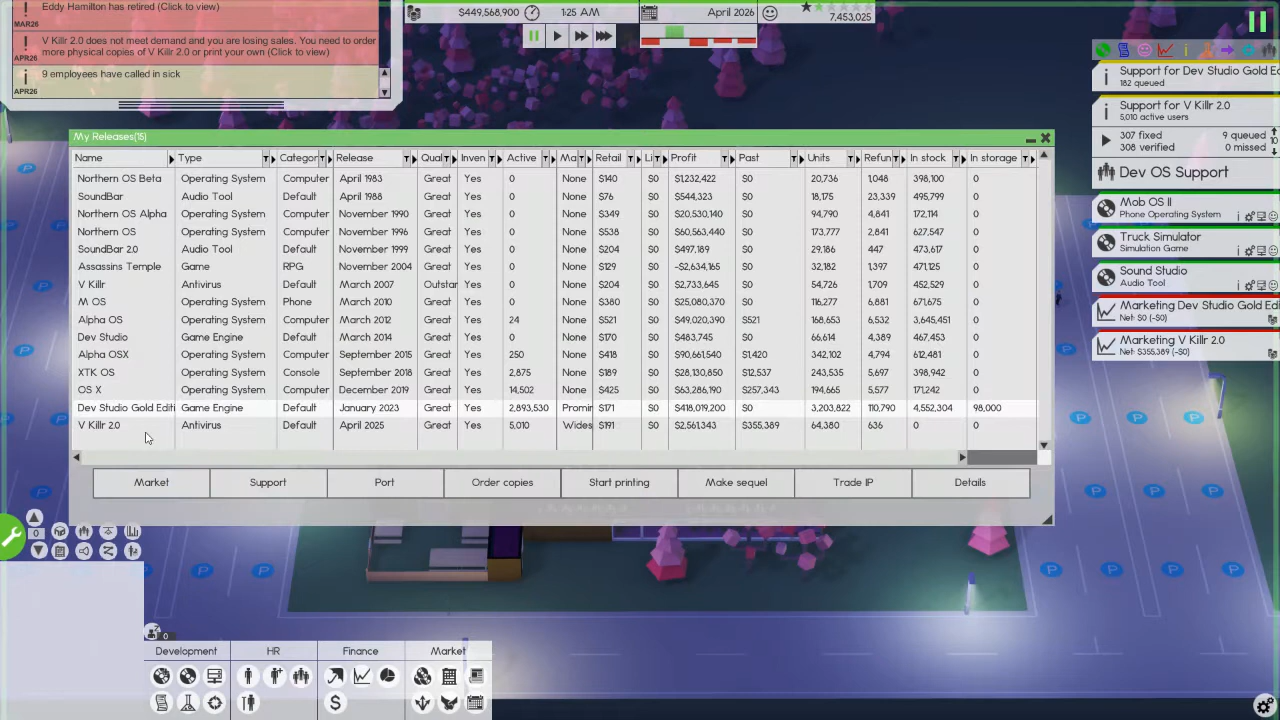 Eddy Hamilton has retired (Click to view)
MAR26
V Killr 2.0 does not meet demand and you are losing sales. You need to order
more physical copies of V Killr 2.0 or print your own (Click to view)
APR26
9 employees have called in sick
APR26
$449,568,900 1:25 AM April 2026 7,453,025
Support for Dev Studio Gold Ed
182 queued
Support for V Killr 2.0
5,010 active users
307 fixed 9 queued
308 verified 0 missed
10
Dev OS Support
Mob OS II
Phone Operating System
Truck Simulator
Simulation Game
Sound Studio
Audio Tool
Marketing Dev Studio Gold Edi
Net: $0 (-$0)
Marketing V Killr 2.0
Net: $355,389 (-$0)
My Releases(15)
Name Type Categor Release Qual Inven Active Ma Retail Li Profit Past Units Refun In stock In storage
Northern OS Beta Operating System Computer April 1983 Great Yes 0 None $140 $0 $1,232,422 $0 20,736 1,048 398,100 0
SoundBar Audio Tool Default April 1988 Great Yes 0 None $76 $0 $544,323 $0 18,175 23,339 495,799 0
Northern OS Alpha Operating System Computer November 1990 Great Yes 0 None $349 $0 $20,530,140 $0 94,790 4,841 172,114 0
Northern OS Operating System Computer November 1996 Great Yes 0 None $538 $0 $60,563,440 $0 173,777 2,841 627,547 0
SoundBar 2.0 Audio Tool Default November 1999 Great Yes 0 None $204 $0 $497,189 $0 29,186 447 473,617 0
Assassins Temple Game RPG November 2004 Great Yes 0 None $129 $0 -$2,634,165 $0 32,182 1,397 471,125 0
V Killr Antivirus Default March 2007 Outstar Yes 0 None $204 $0 $2,733,645 $0 54,726 1,709 452,529 0
M OS Operating System Phone March 2010 Great Yes 0 None $380 $0 $25,080,370 $0 116,277 6,881 671,675 0
Alpha OS Operating System Computer March 2012 Great Yes 24 None $521 $0 $49,020,390 $521 168,653 6,532 3,645,451 0
Dev Studio Game Engine Default March 2014 Great Yes 0 None $170 $0 $483,745 $0 66,614 4,389 467,453 0
Alpha OSX Operating System Computer September 201 Great Yes 250 None $418 $0 $90,661,540 $1,420 342,102 4,794 612,481 0
XTK OS Operating System Console September 2018 Great Yes 2,875 None $189 $0 $28,130,850 $12,537 243,535 5,687 398,942 0
OS X Operating System Computer December 2019 Great Yes 14,502 None $425 $0 $63,286,190 $257,343 194,665 5,577 171,242 0
Dev Studio Gold Editi Game Engine Default January 2023 Great Yes 2,893,530 Promin $171 $0 $418,019,200 $0 3,203,822 110,790 4,552,304 98,000
V Killr 2.0 Antivirus Default April 2025 Great Yes 5,010 Wides $191 $0 $2,561,343 $355,389 64,380 636 0 0
Market Support Port Order copies Start printing Make sequel Trade IP Details
0
0
Development HR Finance Market